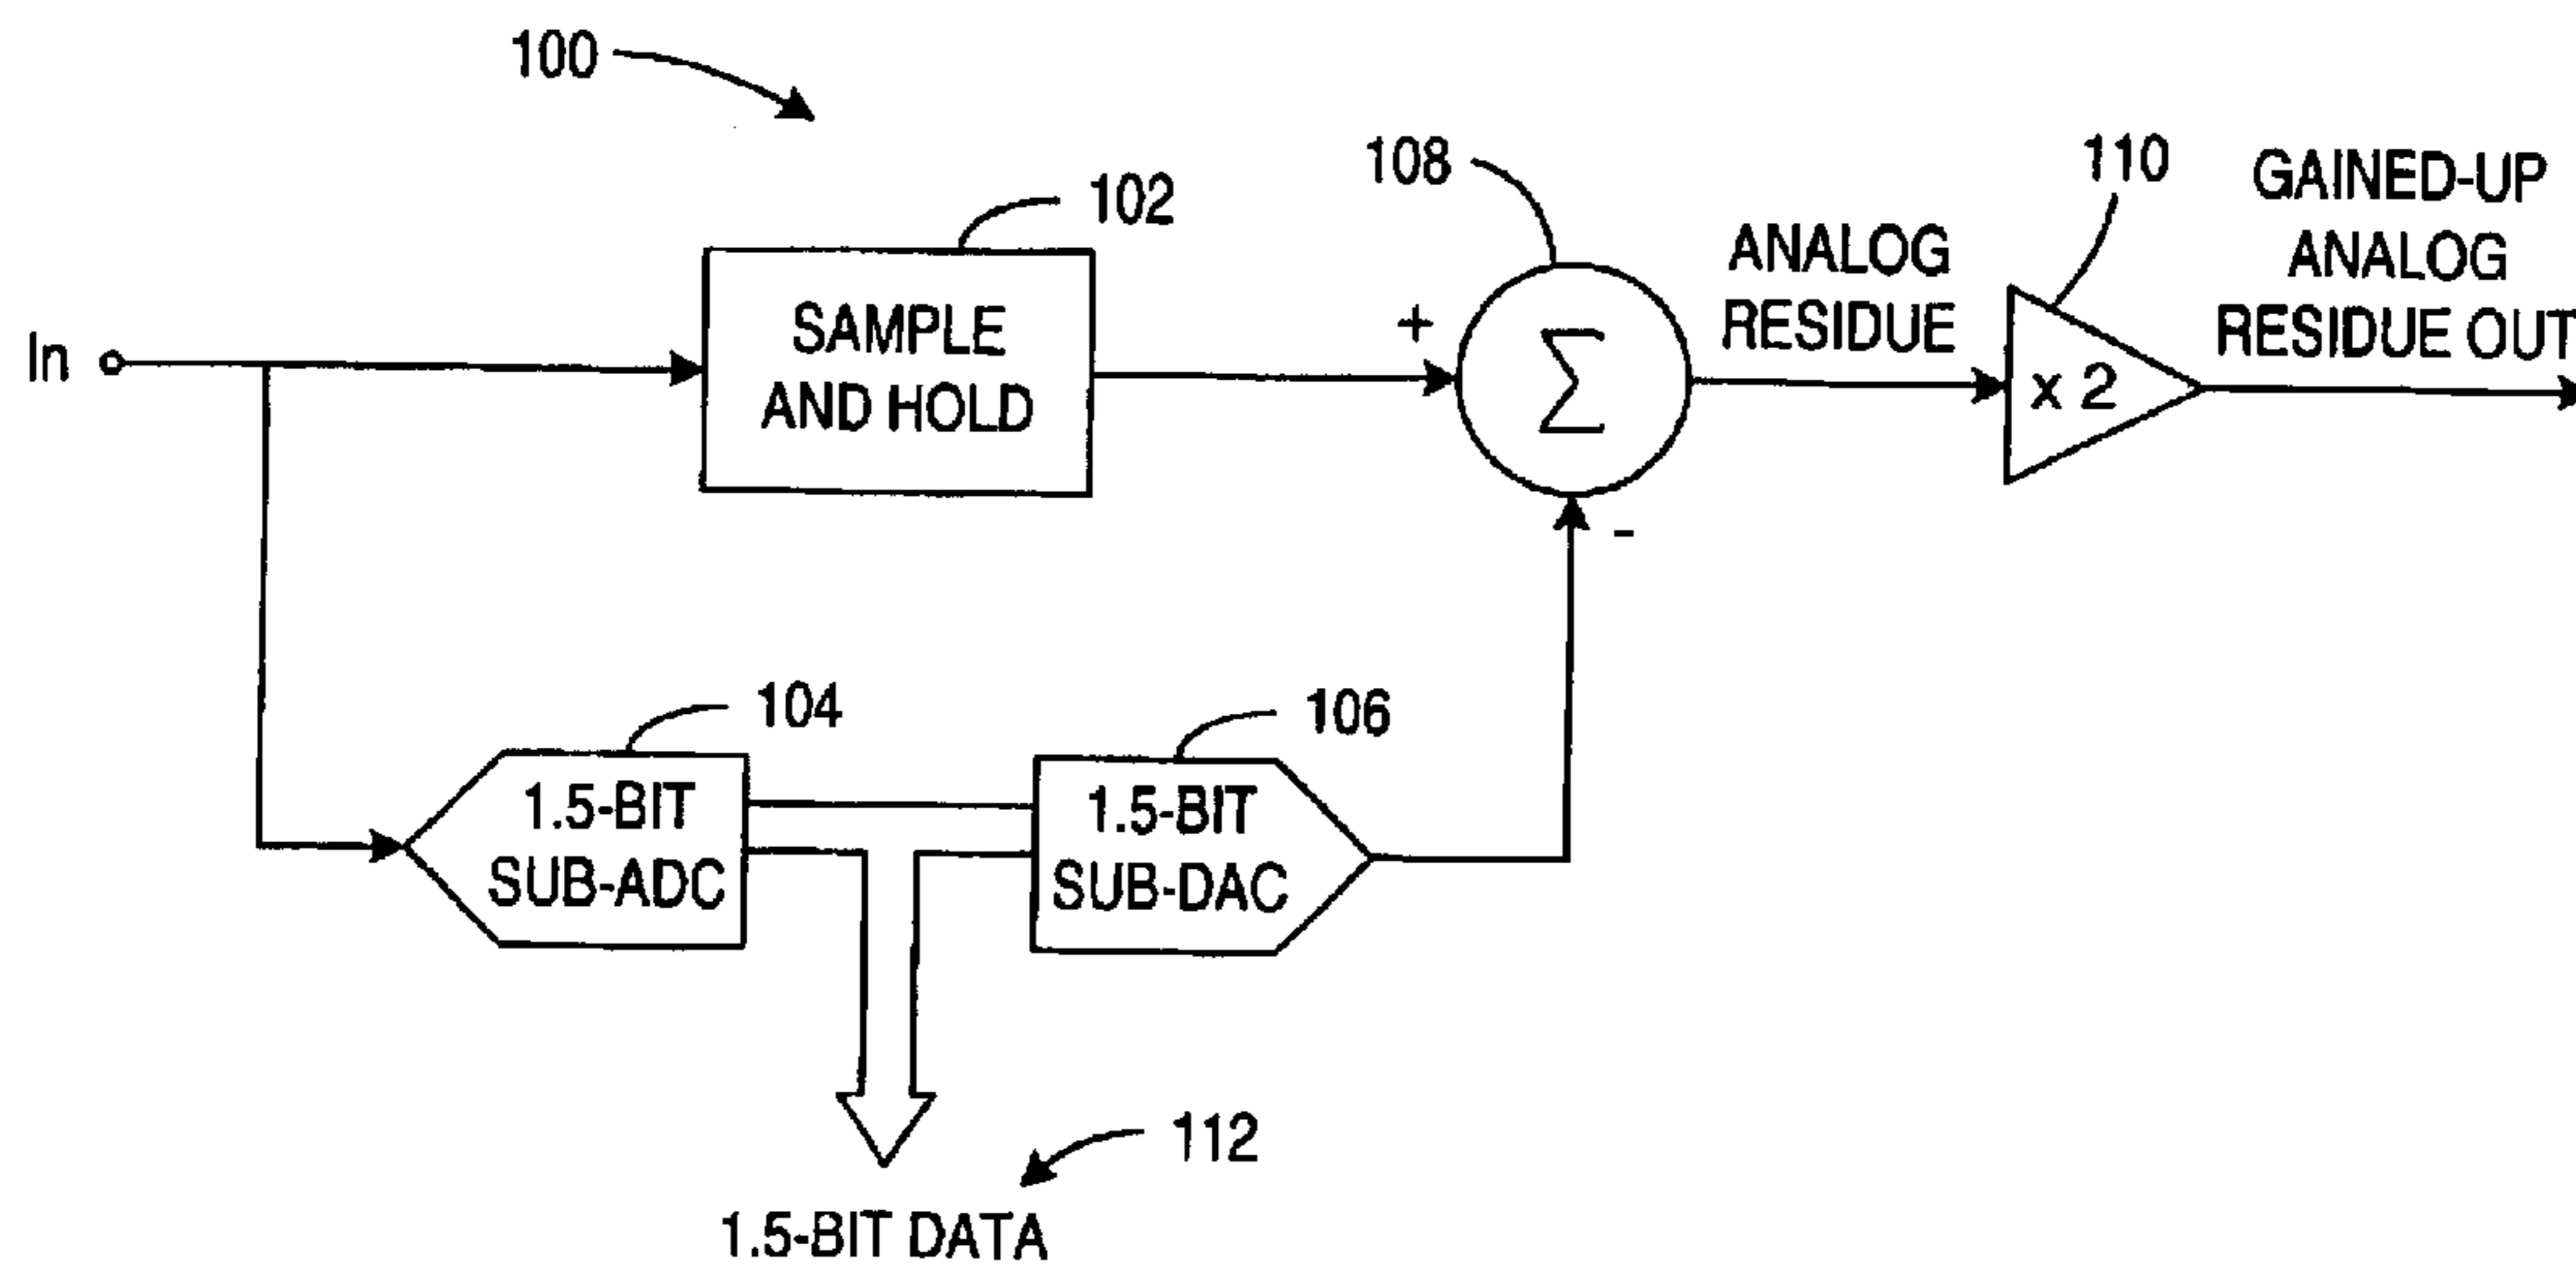 100
102
108
110
GAINED-UP
ANALOG
RESIDUE OUT
ANALOG
RESIDUE
In
SAMPLE
AND HOLD
+
Σ
x 2
-
104
106
1.5-BIT
SUB-ADC
1.5-BIT
SUB-DAC
112
1.5-BIT DATA